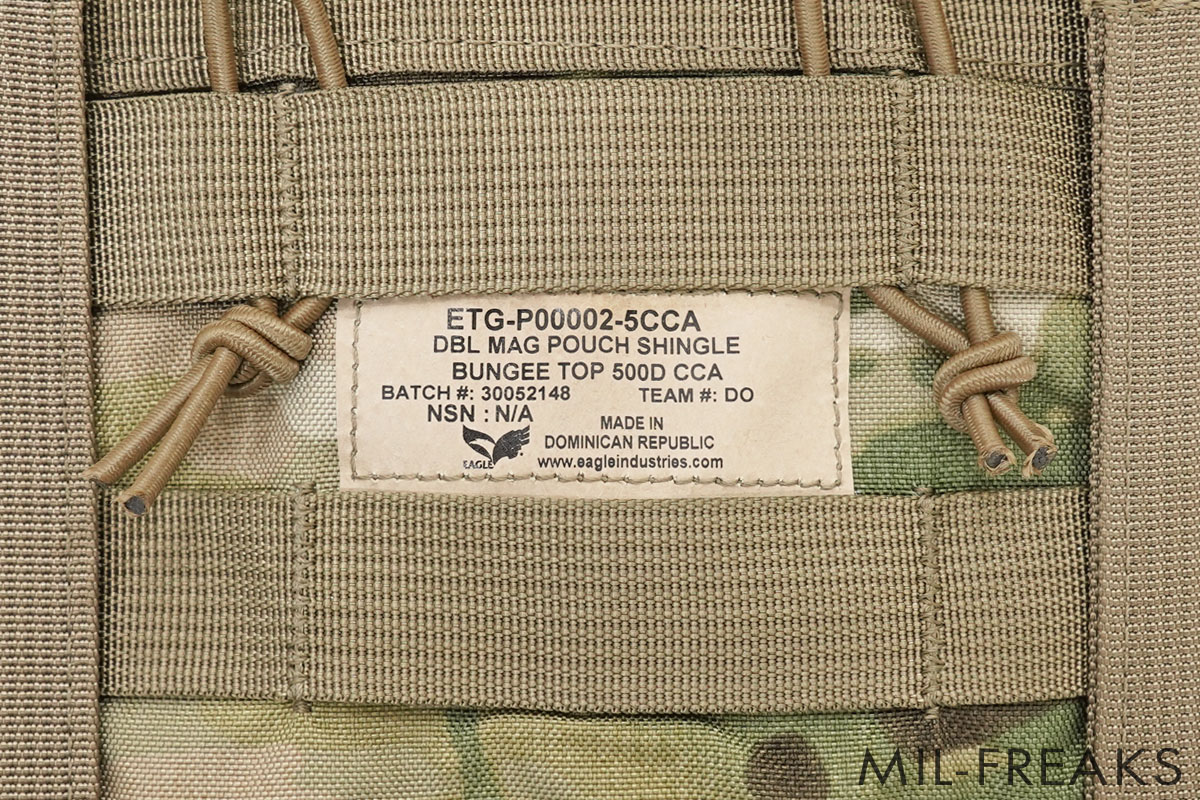 ETG-P00002-5CCA
DBL MAG POUCH SHINGLE
BUNGEE TOP 500D CCA
BATCH #: 30052148 TEAM #: DO
NSN : N/A
MADE IN
DOMINICAN REPUBLIC
EAGLE
www.eagleindustries.com
MIL-FREAKS